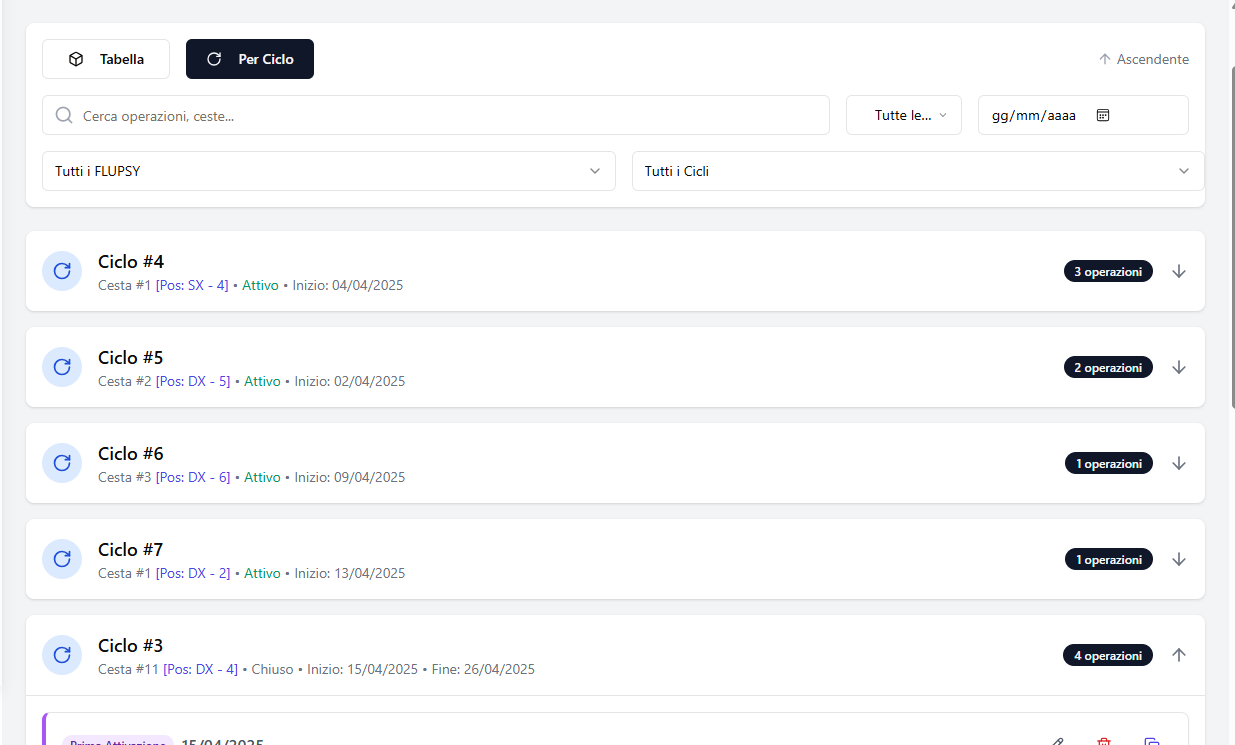 Tabella
Per Ciclo
Ascendente
Cerca operazioni, ceste...
Tutte le...
gg/mm/aaaa
Tutti i FLUPSY
Tutti i Cicli
Ciclo #4
Cesta #1 [Pos: SX - 4] • Attivo • Inizio: 04/04/2025
3 operazioni
Ciclo #5
Cesta #2 [Pos: DX - 5] • Attivo • Inizio: 02/04/2025
2 operazioni
Ciclo #6
Cesta #3 [Pos: DX - 6] • Attivo • Inizio: 09/04/2025
1 operazioni
Ciclo #7
Cesta #1 [Pos: DX - 2] • Attivo • Inizio: 13/04/2025
1 operazioni
Ciclo #3
Cesta #11 [Pos: DX - 4] • Chiuso • Inizio: 15/04/2025 • Fine: 26/04/2025
4 operazioni
Prima Attivazione 15/04/2025